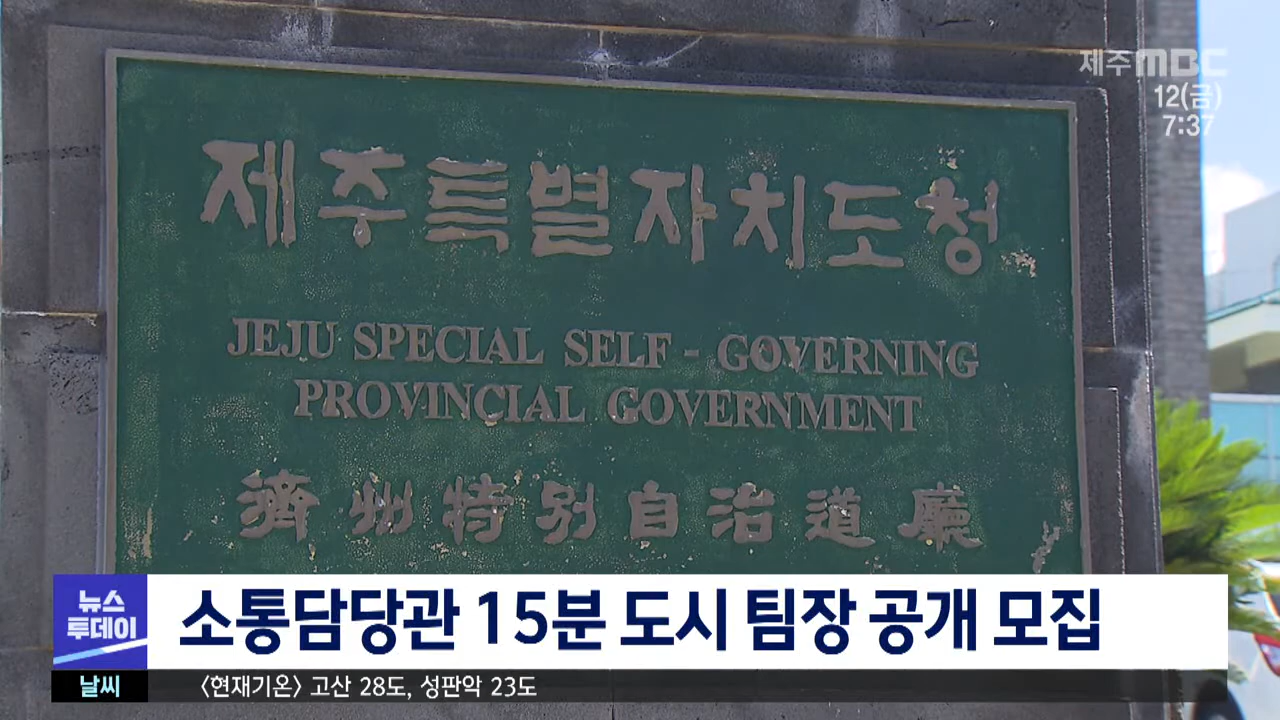 제주MBC
12(금)
7:37
제주특별자치도청
JEJU SPECIAL SELF - GOVERNING
PROVINCIAL GOVERNMENT
濟州特別自治道廳
뉴스
투데이
소통담당관 15분 도시 팀장 공개 모집
날씨
〈현재기온〉 고산 28도, 성판악 23도